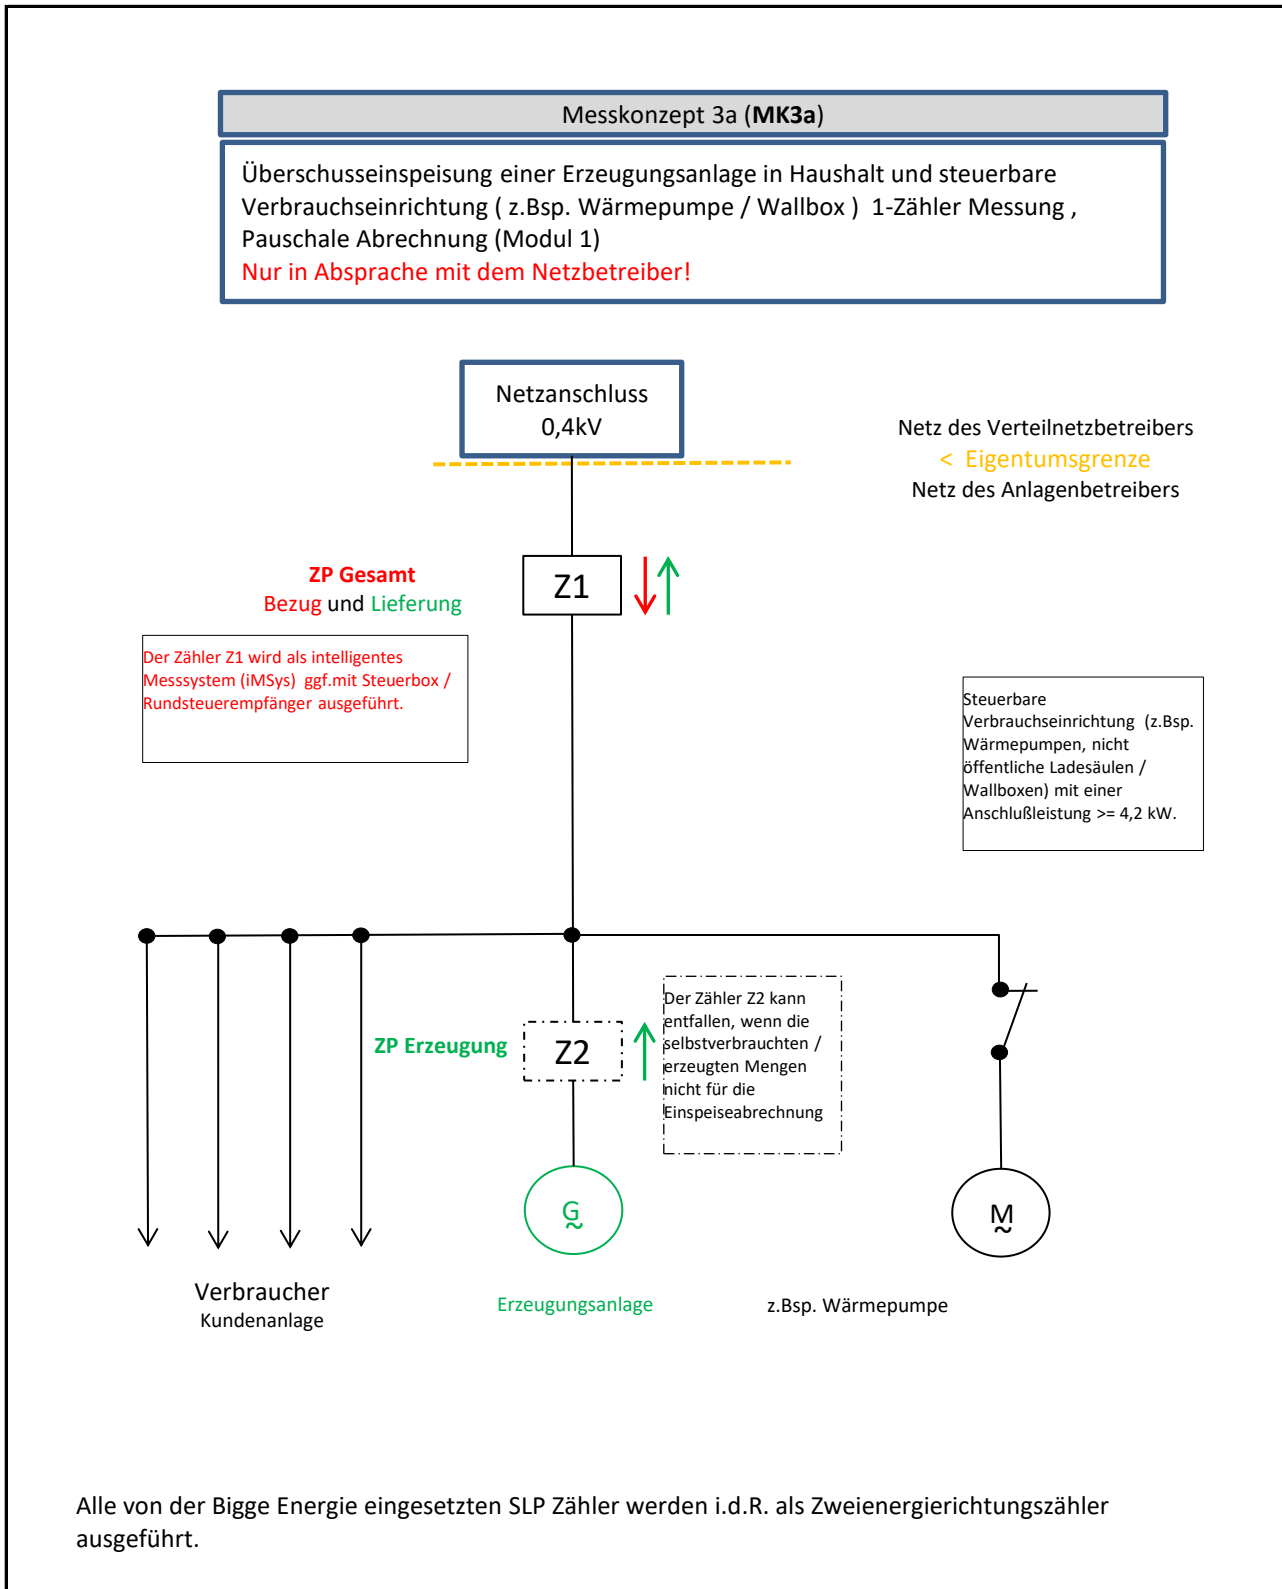 Messkonzept 3a (MK3a)
Überschusseinspeisung einer Erzeugungsanlage in Haushalt und steuerbare
Verbrauchseinrichtung ( z.Bsp. Wärmepumpe / Wallbox )  1-Zähler Messung ,
Pauschale Abrechnung (Modul 1)
Nur in Absprache mit dem Netzbetreiber!
Netzanschluss
0,4kV
Netz des Verteilnetzbetreibers
< Eigentumsgrenze
Netz des Anlagenbetreibers
ZP Gesamt
Bezug und Lieferung
Z1
Der Zähler Z1 wird als intelligentes
Messsystem (iMSys)  ggf.mit Steuerbox /
Rundsteuerempfänger ausgeführt.
Steuerbare
Verbrauchseinrichtung  (z.Bsp.
Wärmepumpen, nicht
öffentliche Ladesäulen /
Wallboxen) mit einer
Anschlußleistung >= 4,2 kW.
ZP Erzeugung
Z2
Der Zähler Z2 kann
entfallen, wenn die
selbstverbrauchten /
erzeugten Mengen
nicht für die
Einspeiseabrechnung
G
~
M
~
Verbraucher
Kundenanlage
Erzeugungsanlage
z.Bsp. Wärmepumpe
Alle von der Bigge Energie eingesetzten SLP Zähler werden i.d.R. als Zweienergierichtungszähler
ausgeführt.